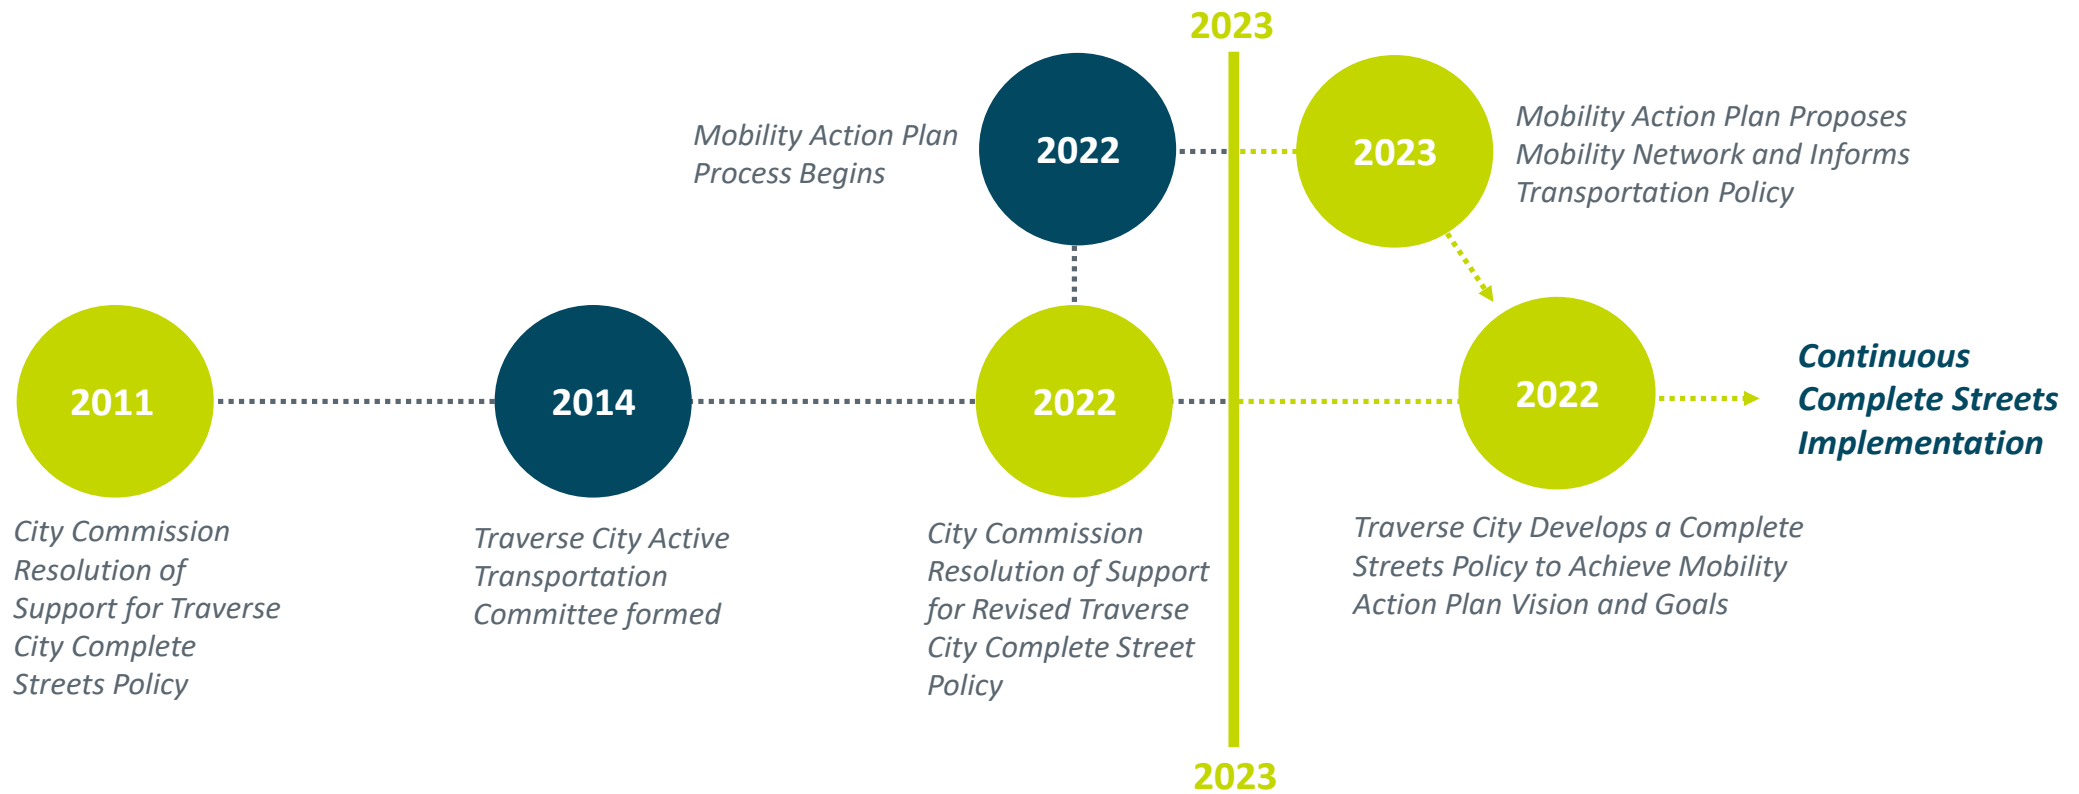 2023
Mobility Action Plan
Process Begins
2022
2023
Mobility Action Plan Proposes
Mobility Network and Informs
Transportation Policy
2011
2014
2022
2022
Continuous
Complete Streets
Implementation
City Commission
Resolution of
Support for Traverse
City Complete
Streets Policy
Traverse City Active
Transportation
Committee formed
City Commission
Resolution of Support
for Revised Traverse
City Complete Street
Policy
Traverse City Develops a Complete
Streets Policy to Achieve Mobility
Action Plan Vision and Goals
2023